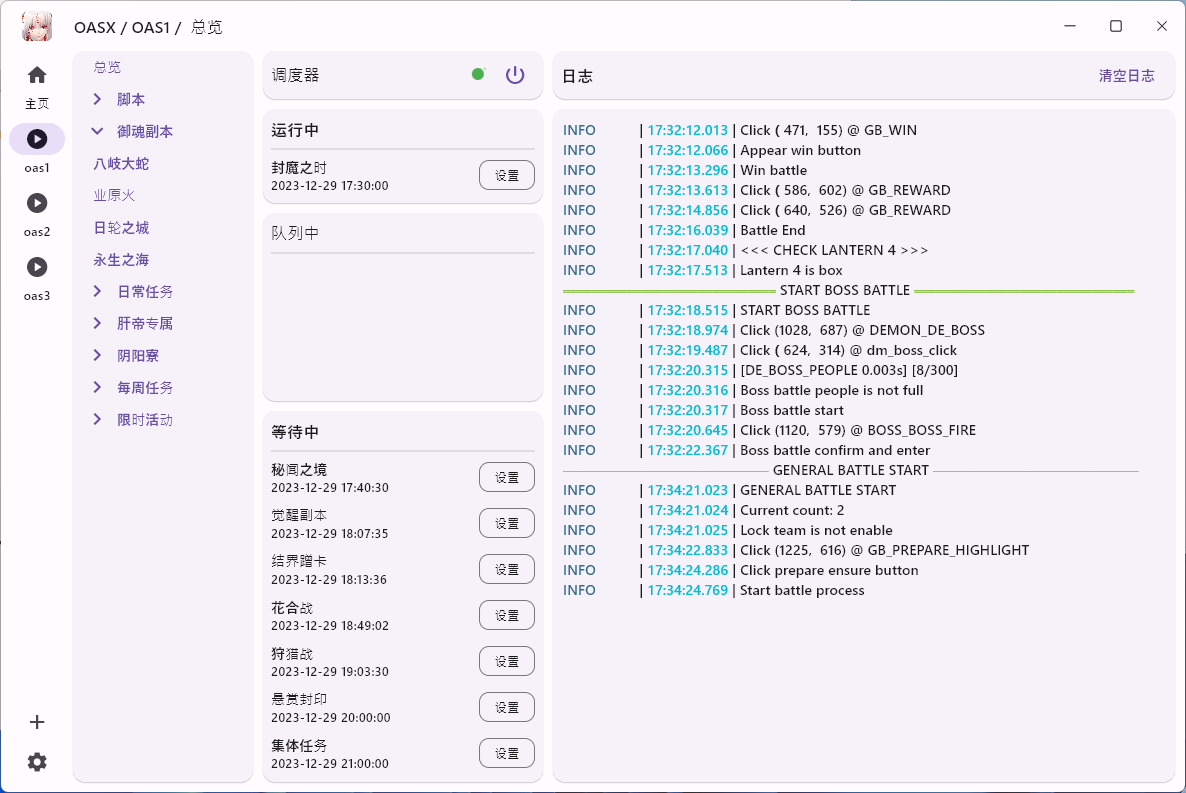 OASX / OAS1 / 总览
主页
oas1
oas2
oas3
总览
脚本
御魂副本
八岐大蛇
业原火
日轮之城
永生之海
日常任务
肝帝专属
阴阳寮
每周任务
限时活动
调度器
运行中
封魔之时
2023-12-29 17:30:00
设置
队列中
等待中
秘闻之境
2023-12-29 17:40:30
设置
觉醒副本
2023-12-29 18:07:35
设置
结界蹭卡
2023-12-29 18:13:36
设置
花合战
2023-12-29 18:49:02
设置
狩猎战
2023-12-29 19:03:30
设置
悬赏封印
2023-12-29 20:00:00
设置
集体任务
2023-12-29 21:00:00
设置
日志
清空日志
INFO | 17:32:12.013 | Click ( 471, 155) @ GB_WIN
INFO | 17:32:12.066 | Appear win button
INFO | 17:32:13.296 | Win battle
INFO | 17:32:13.613 | Click ( 586, 602) @ GB_REWARD
INFO | 17:32:14.856 | Click ( 640, 526) @ GB_REWARD
INFO | 17:32:16.039 | Battle End
INFO | 17:32:17.040 | <<< CHECK LANTERN 4 >>>
INFO | 17:32:17.513 | Lantern 4 is box
START BOSS BATTLE
INFO | 17:32:18.515 | START BOSS BATTLE
INFO | 17:32:18.974 | Click (1028, 687) @ DEMON_DE_BOSS
INFO | 17:32:19.487 | Click ( 624, 314) @ dm_boss_click
INFO | 17:32:20.315 | [DE_BOSS_PEOPLE 0.003s] [8/300]
INFO | 17:32:20.316 | Boss battle people is not full
INFO | 17:32:20.317 | Boss battle start
INFO | 17:32:20.645 | Click (1120, 579) @ BOSS_BOSS_FIRE
INFO | 17:32:22.367 | Boss battle confirm and enter
GENERAL BATTLE START
INFO | 17:34:21.023 | GENERAL BATTLE START
INFO | 17:34:21.024 | Current count: 2
INFO | 17:34:21.025 | Lock team is not enable
INFO | 17:34:22.833 | Click (1225, 616) @ GB_PREPARE_HIGHLIGHT
INFO | 17:34:24.286 | Click prepare ensure button
INFO | 17:34:24.769 | Start battle process